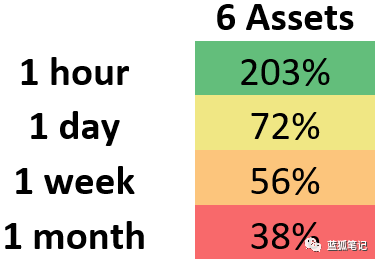 6 Assets
1 hour 203%
1 day 72%
1 week 56%
1 month 38%
蓝狐笔记